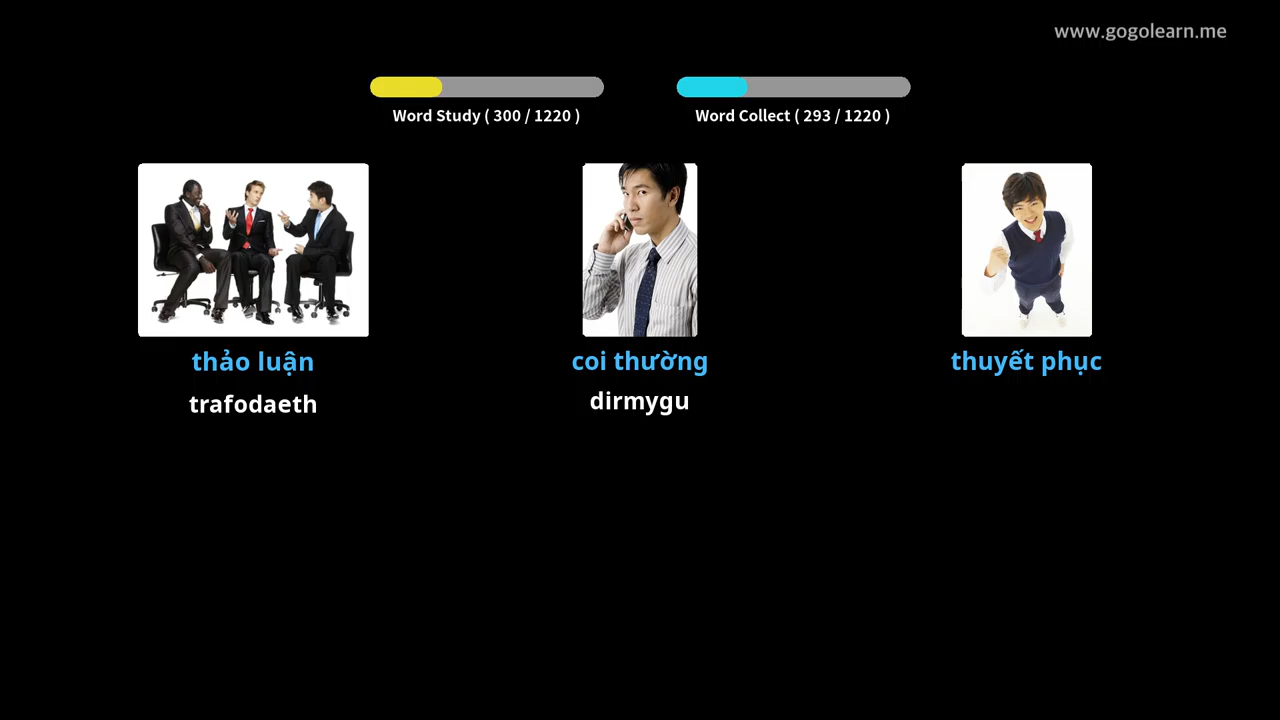 www.gogolearn.me
Word Study ( 300 / 1220 )
Word Collect ( 293 / 1220 )
thảo luận
coi thường
thuyết phục
trafodaeth
dirmygu